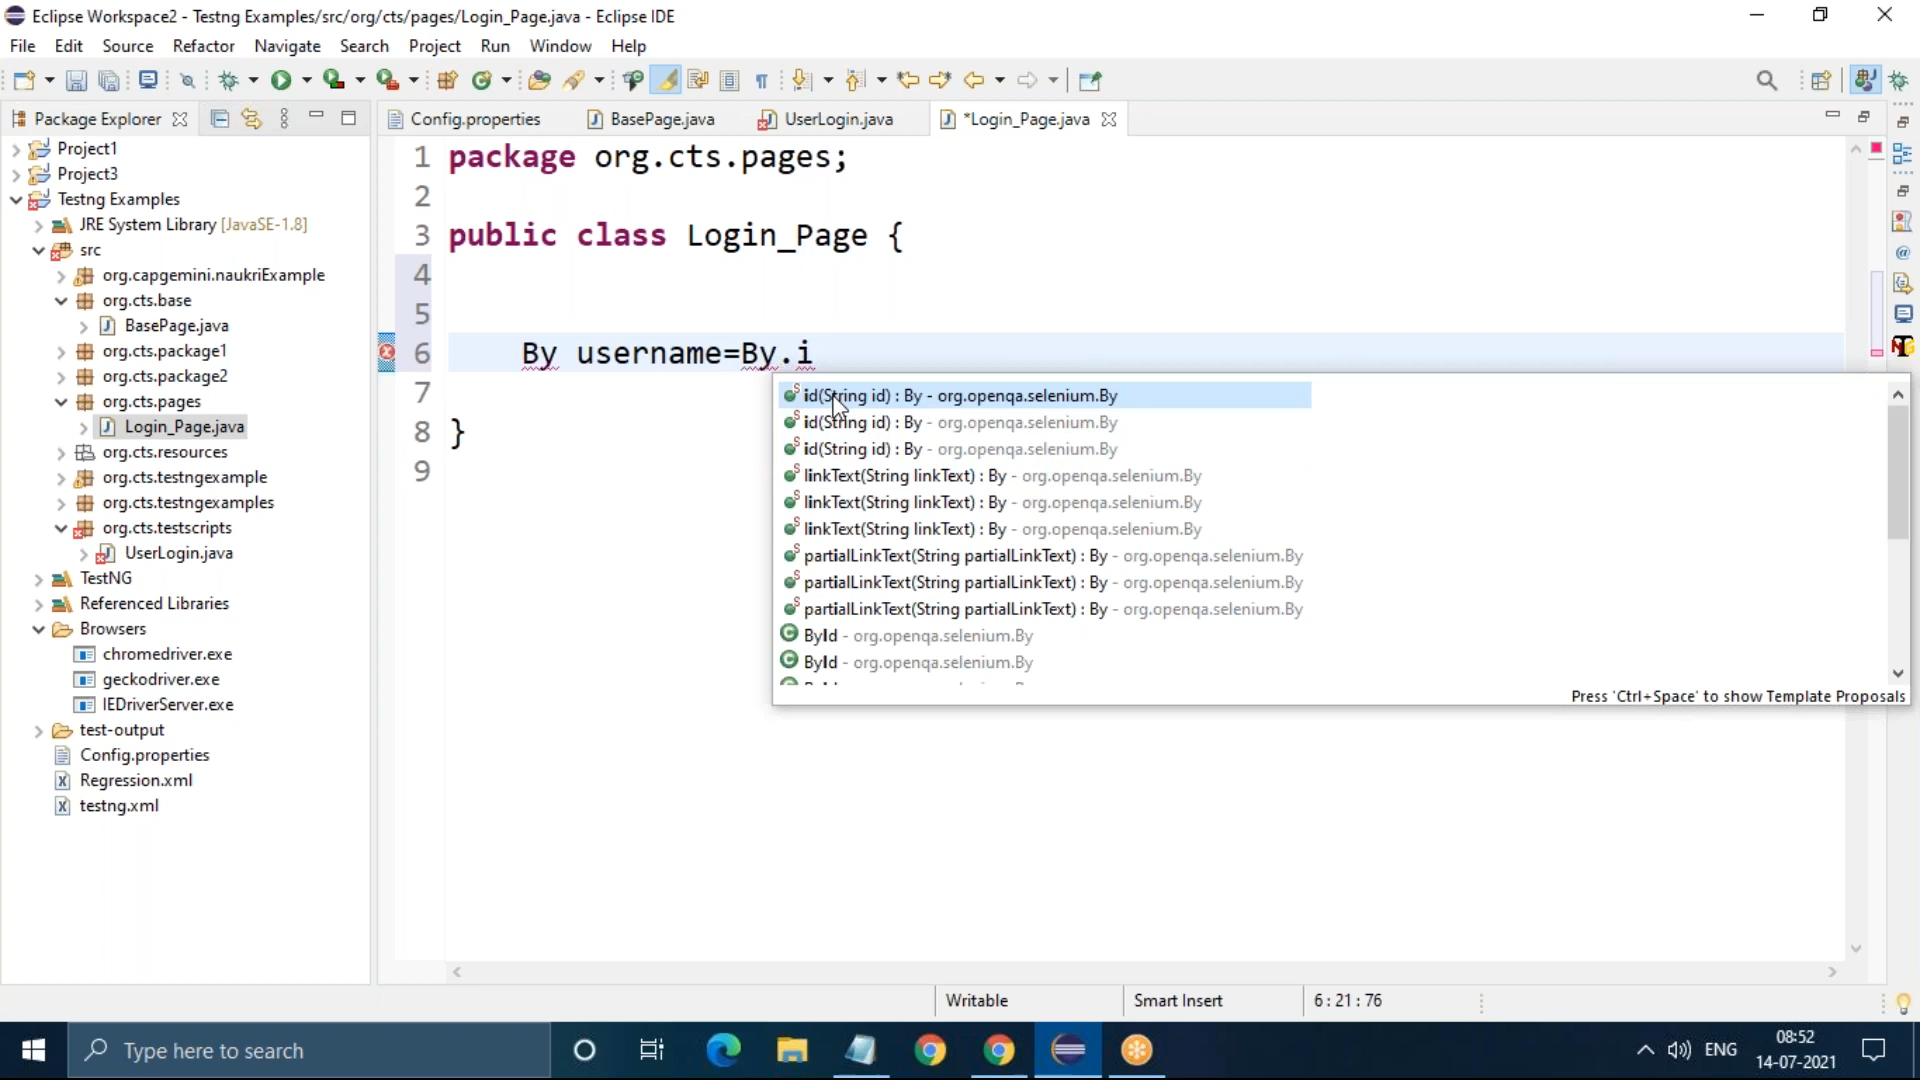 Eclipse Workspace2 - Testng Examples/src/org/cts/pages/Login_Page.java - Eclipse IDE
File Edit Source Refactor Navigate Search Project Run Window Help
Package Explorer
Config.properties BasePage.java UserLogin.java *Login_Page.java
Project1
Project3
Testng Examples
JRE System Library [JavaSE-1.8]
src
org.capgemini.naukriExample
org.cts.base
BasePage.java
org.cts.package1
org.cts.package2
org.cts.pages
Login_Page.java
org.cts.resources
org.cts.testngexample
org.cts.testngexamples
org.cts.testscripts
UserLogin.java
TestNG
Referenced Libraries
Browsers
chromedriver.exe
geckodriver.exe
IEDriverServer.exe
test-output
Config.properties
Regression.xml
testng.xml
1 package org.cts.pages;
2
3 public class Login_Page {
4
5
6 By username=By.i
7
8 }
9
id(String id) : By - org.openqa.selenium.By
id(String id) : By - org.openqa.selenium.By
id(String id) : By - org.openqa.selenium.By
linkText(String linkText) : By - org.openqa.selenium.By
linkText(String linkText) : By - org.openqa.selenium.By
linkText(String linkText) : By - org.openqa.selenium.By
partialLinkText(String partialLinkText) : By - org.openqa.selenium.By
partialLinkText(String partialLinkText) : By - org.openqa.selenium.By
partialLinkText(String partialLinkText) : By - org.openqa.selenium.By
ById - org.openqa.selenium.By
ById - org.openqa.selenium.By
Press 'Ctrl+Space' to show Template Proposals
Writable Smart Insert 6 : 21 : 76
Type here to search
ENG
08:52
14-07-2021